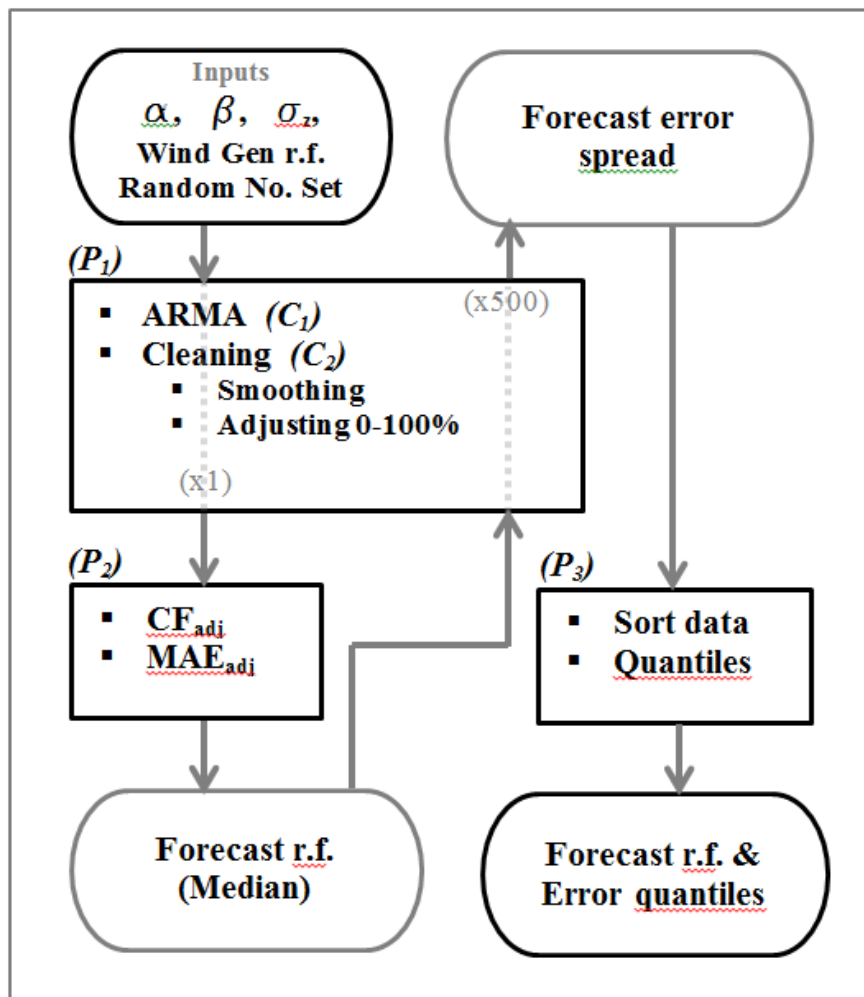 Inputs
α, β, σz,
Wind Gen r.f.
Random No. Set
Forecast error
spread
(P1)
(x500)
▪ ARMA (C1)
▪ Cleaning (C2)
▪ Smoothing
▪ Adjusting 0-100%
(x1)
(P2)
▪ CFadj
▪ MAEadj
(P3)
▪ Sort data
▪ Quantiles
Forecast r.f.
(Median)
Forecast r.f. &
Error quantiles